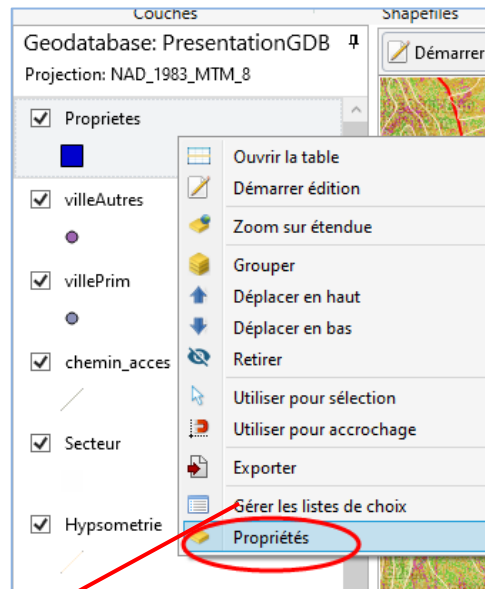 Couches
Shapefiles
Geodatabase: PresentationGDB
Projection: NAD_1983_MTM_8
Démarrer
Proprietes
villeAutres
villePrim
chemin_acces
Secteur
Hypsometrie
Ouvrir la table
Démarrer édition
Zoom sur étendue
Grouper
Déplacer en haut
Déplacer en bas
Retirer
Utiliser pour sélection
Utiliser pour accrochage
Exporter
Gérer les listes de choix
Propriétés